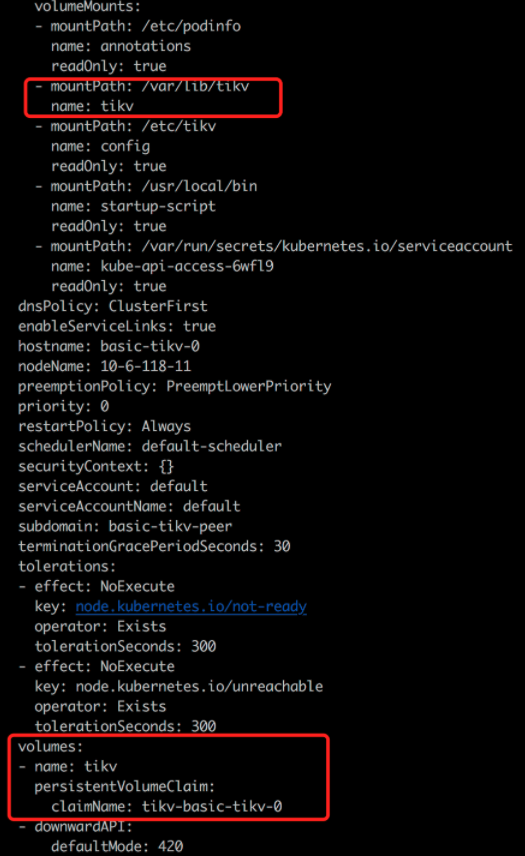 volumeMounts:
- mountPath: /etc/podinfo
name: annotations
readOnly: true
- mountPath: /var/lib/tikv
name: tikv
- mountPath: /etc/tikv
name: config
readOnly: true
- mountPath: /usr/local/bin
name: startup-script
readOnly: true
- mountPath: /var/run/secrets/kubernetes.io/serviceaccount
name: kube-api-access-6wfl9
readOnly: true
dnsPolicy: ClusterFirst
enableServiceLinks: true
hostname: basic-tikv-0
nodeName: 10-6-118-11
preemptionPolicy: PreemptLowerPriority
priority: 0
restartPolicy: Always
schedulerName: default-scheduler
securityContext: {}
serviceAccount: default
serviceAccountName: default
subdomain: basic-tikv-peer
terminationGracePeriodSeconds: 30
tolerations:
- effect: NoExecute
key: node.kubernetes.io/not-ready
operator: Exists
tolerationSeconds: 300
- effect: NoExecute
key: node.kubernetes.io/unreachable
operator: Exists
tolerationSeconds: 300
volumes:
- name: tikv
persistentVolumeClaim:
claimName: tikv-basic-tikv-0
- downwardAPI:
defaultMode: 420